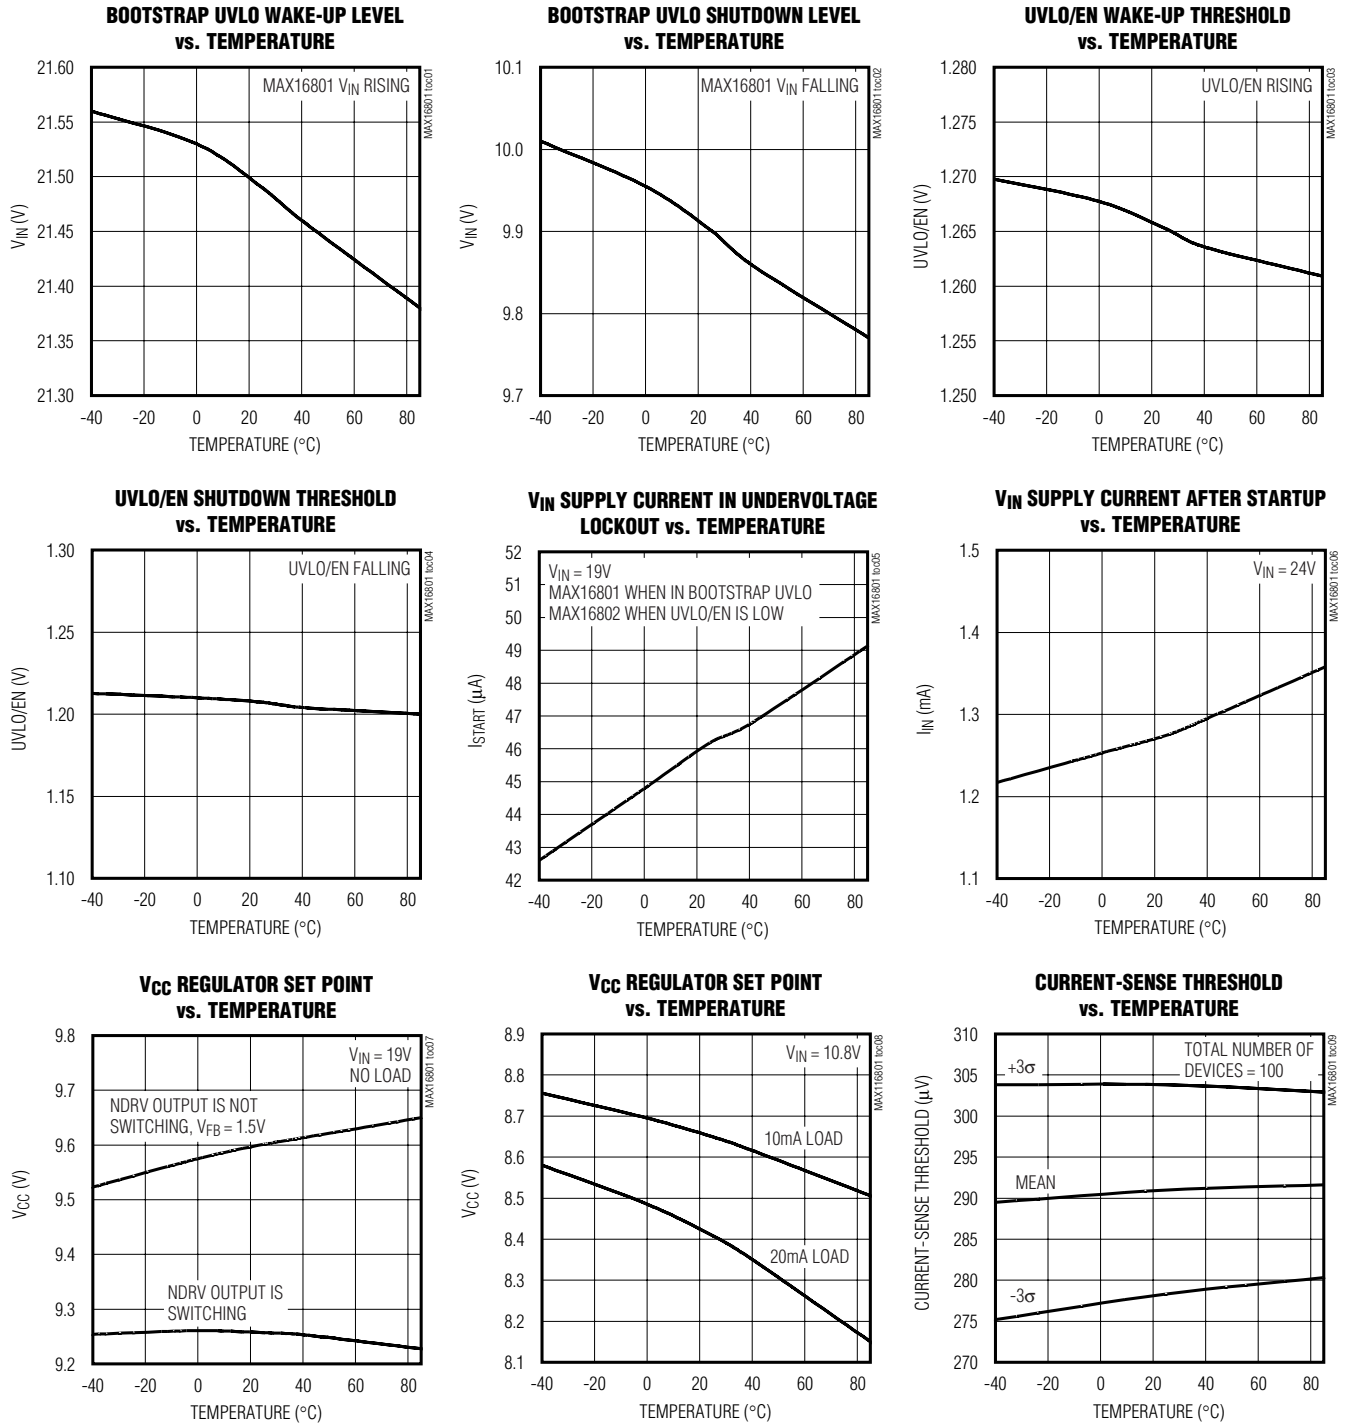 BOOTSTRAP UVLO WAKE-UP LEVEL
vs. TEMPERATURE
MAX16801 toc01
MAX16801 VIN RISING
21.60
21.55
21.50
21.45
21.40
21.35
21.30
VIN (V)
-40 -20 0 20 40 60 80
TEMPERATURE (°C)
BOOTSTRAP UVLO SHUTDOWN LEVEL
vs. TEMPERATURE
MAX16801 toc02
MAX16801 VIN FALLING
10.1
10.0
9.9
9.8
9.7
VIN (V)
-40 -20 0 20 40 60 80
TEMPERATURE (°C)
UVLO/EN WAKE-UP THRESHOLD
vs. TEMPERATURE
MAX16801 toc03
UVLO/EN RISING
1.280
1.275
1.270
1.265
1.260
1.255
1.250
UVLO/EN (V)
-40 -20 0 20 40 60 80
TEMPERATURE (°C)
UVLO/EN SHUTDOWN THRESHOLD
vs. TEMPERATURE
MAX16801 toc04
UVLO/EN FALLING
1.30
1.25
1.20
1.15
1.10
UVLO/EN (V)
-40 -20 0 20 40 60 80
TEMPERATURE (°C)
VIN SUPPLY CURRENT IN UNDERVOLTAGE
LOCKOUT vs. TEMPERATURE
MAX16801 toc05
VIN = 19V
MAX16801 WHEN IN BOOTSTRAP UVLO
MAX16802 WHEN UVLO/EN IS LOW
52
51
50
49
48
47
46
45
44
43
42
ISTART (µA)
-40 -20 0 20 40 60 80
TEMPERATURE (°C)
VIN SUPPLY CURRENT AFTER STARTUP
vs. TEMPERATURE
MAX16801 toc06
VIN = 24V
1.5
1.4
1.3
1.2
1.1
IIN (mA)
-40 -20 0 20 40 60 80
TEMPERATURE (°C)
VCC REGULATOR SET POINT
vs. TEMPERATURE
MAX16801 toc07
VIN = 19V
NO LOAD
NDRV OUTPUT IS NOT
SWITCHING, VFB = 1.5V
NDRV OUTPUT IS
SWITCHING
9.8
9.7
9.6
9.5
9.4
9.3
9.2
VCC (V)
-40 -20 0 20 40 60 80
TEMPERATURE (°C)
VCC REGULATOR SET POINT
vs. TEMPERATURE
MAX116801 toc08
VIN = 10.8V
10mA LOAD
20mA LOAD
8.9
8.8
8.7
8.6
8.5
8.4
8.3
8.2
8.1
VCC (V)
-40 -20 0 20 40 60 80
TEMPERATURE (°C)
CURRENT-SENSE THRESHOLD
vs. TEMPERATURE
MAX16801 toc09
TOTAL NUMBER OF
DEVICES = 100
+3σ
MEAN
-3σ
310
305
300
295
290
285
280
275
270
CURRENT-SENSE THRESHOLD (µV)
-40 -20 0 20 40 60 80
TEMPERATURE (°C)